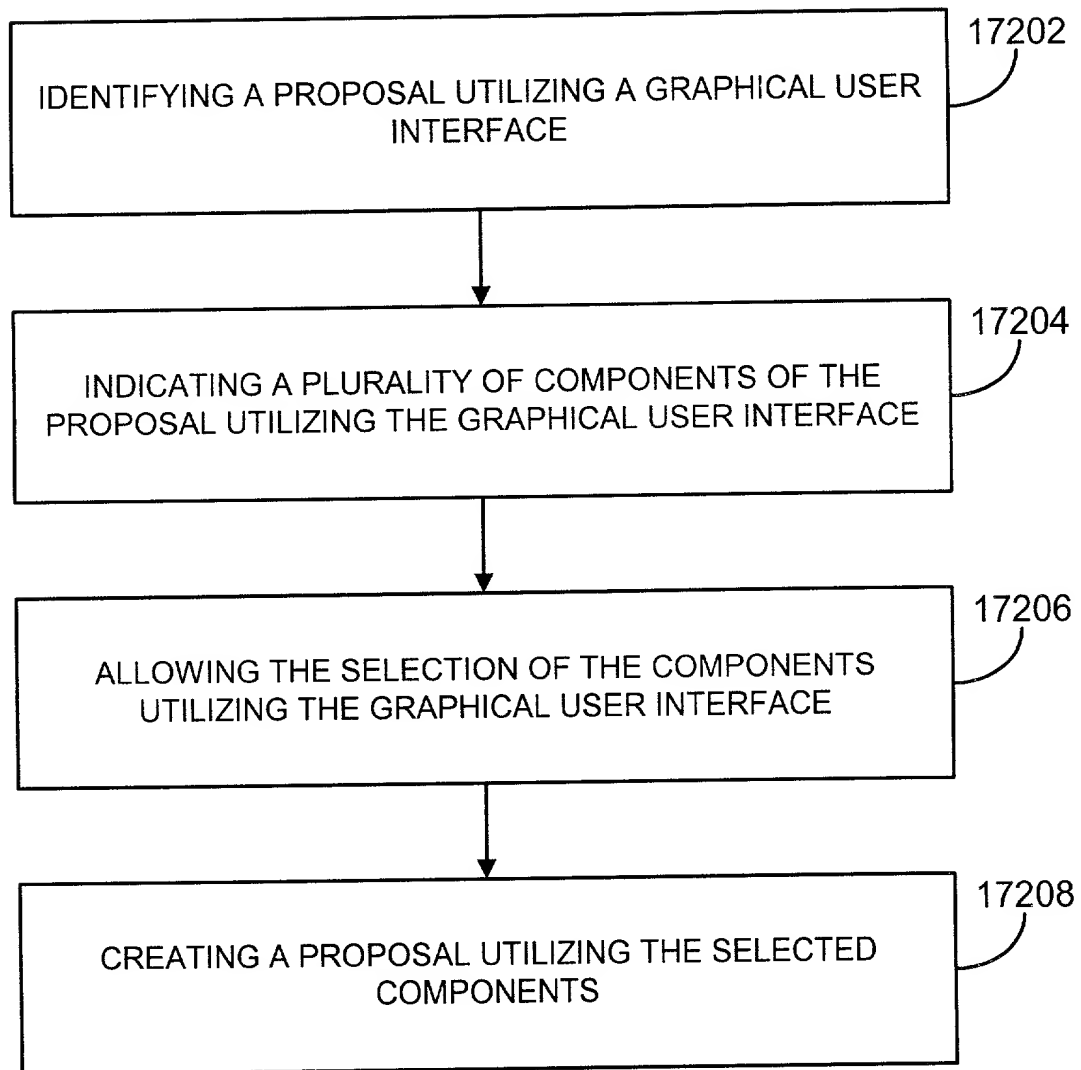 17202
IDENTIFYING A PROPOSAL UTILIZING A GRAPHICAL USER
INTERFACE
17204
INDICATING A PLURALITY OF COMPONENTS OF THE
PROPOSAL UTILIZING THE GRAPHICAL USER INTERFACE
17206
ALLOWING THE SELECTION OF THE COMPONENTS
UTILIZING THE GRAPHICAL USER INTERFACE
17208
CREATING A PROPOSAL UTILIZING THE SELECTED
COMPONENTS